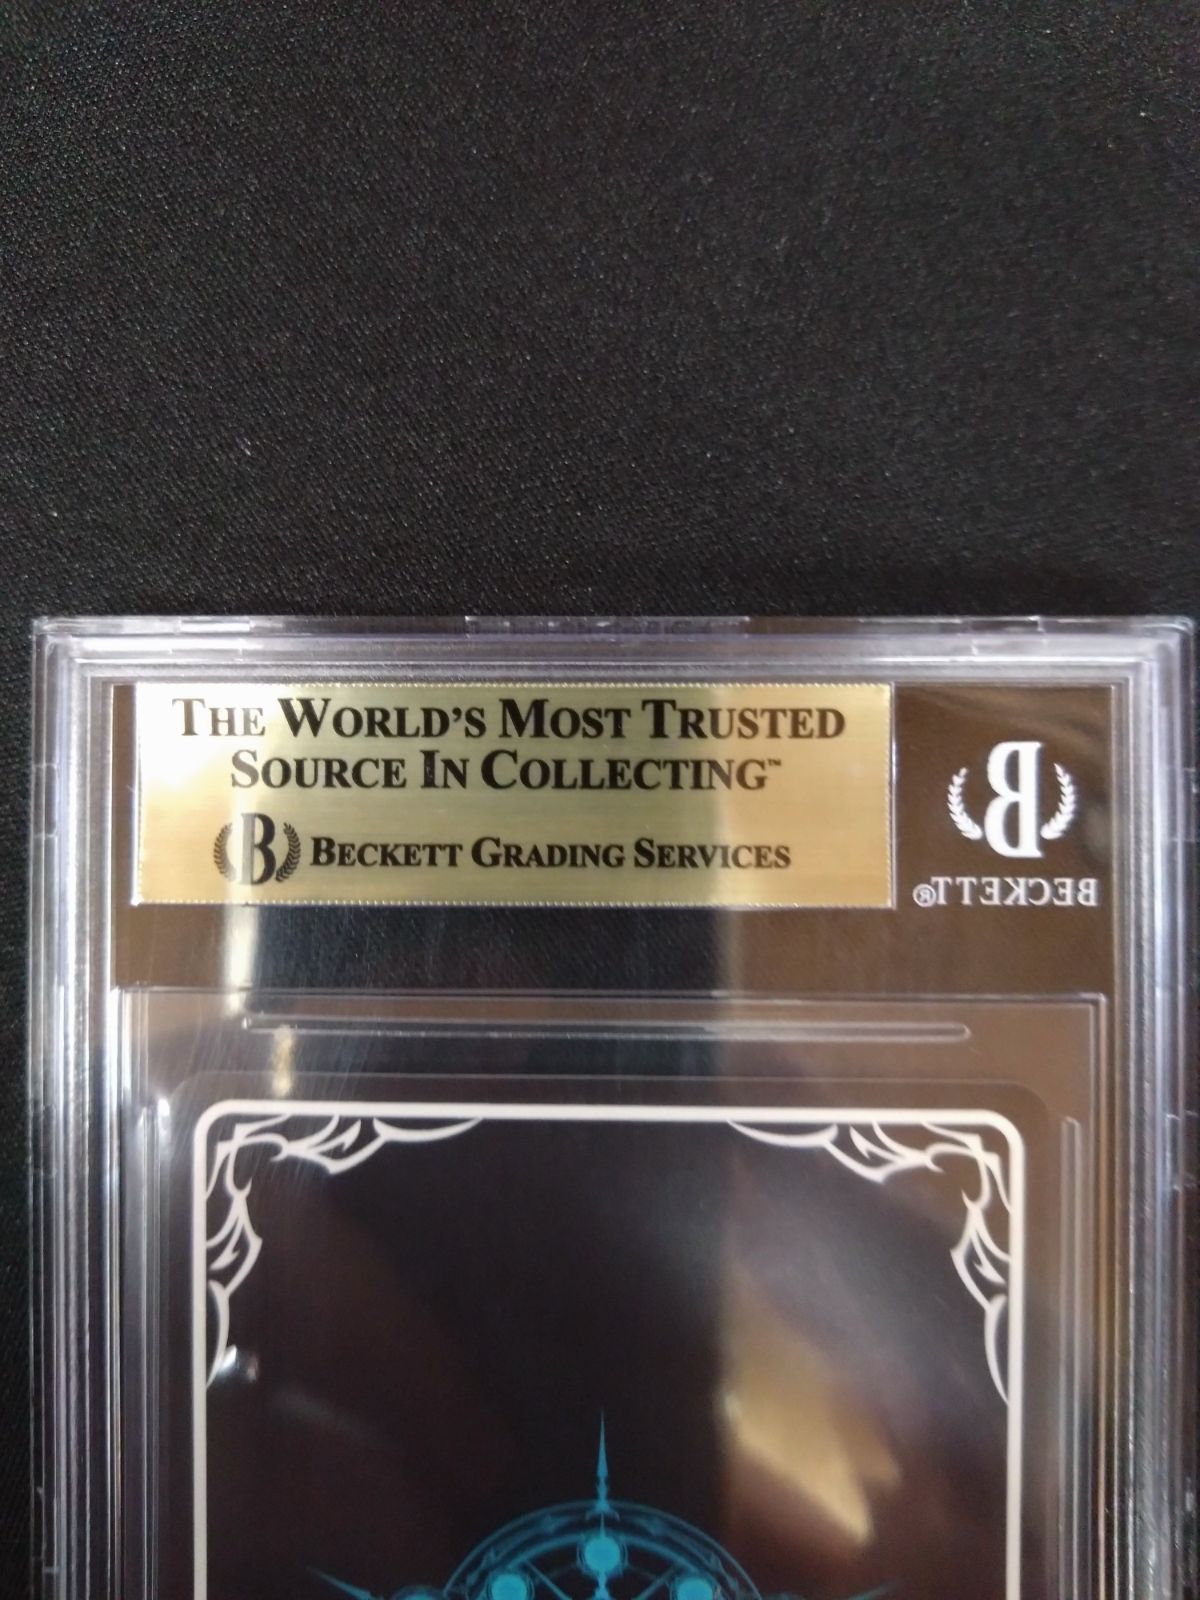 THE WORLD'S MOST TRUSTED
SOURCE IN COLLECTING™
B BECKETT GRADING SERVICES
B
BECKETT®